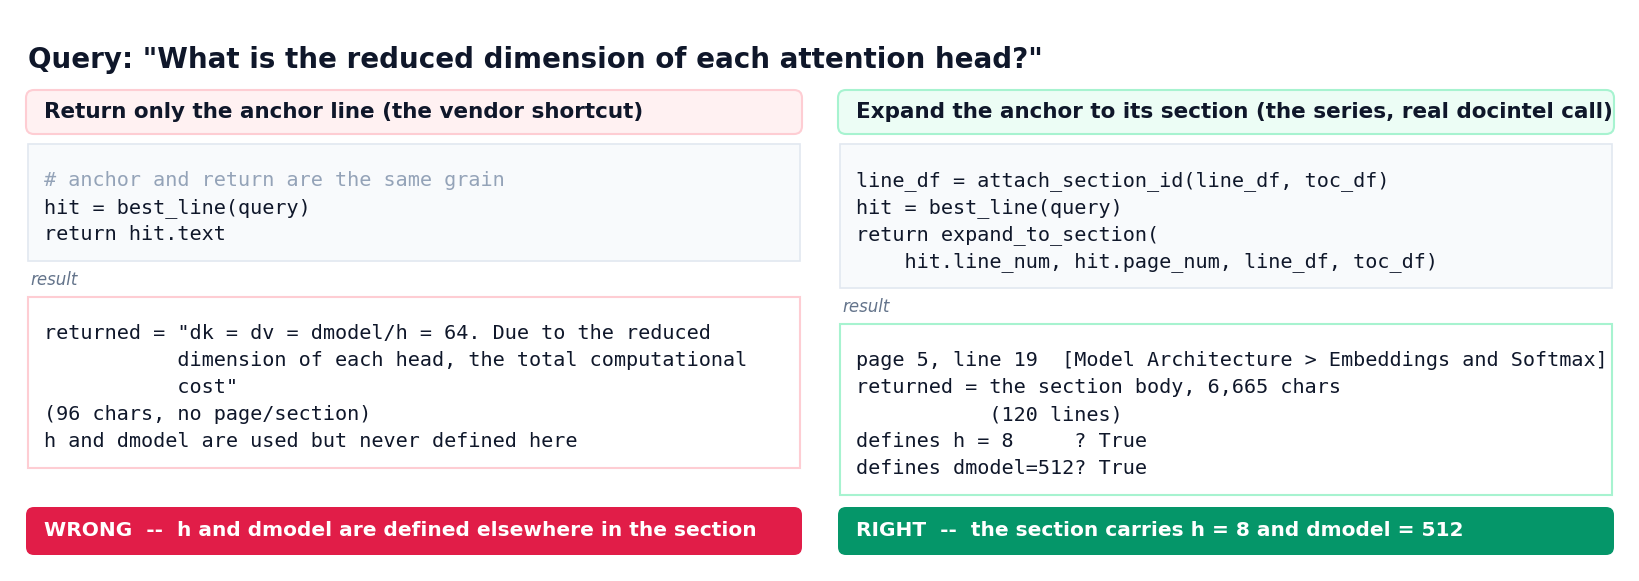 Query: "What is the reduced dimension of each attention head?"
Return only the anchor line (the vendor shortcut)
# anchor and return are the same grain
hit = best_line(query)
return hit.text
result
returned = "dk = dv = dmodel/h = 64. Due to the reduced
dimension of each head, the total computational
cost"
(96 chars, no page/section)
h and dmodel are used but never defined here
WRONG -- h and dmodel are defined elsewhere in the section
Expand the anchor to its section (the series, real docintel call)
line_df = attach_section_id(line_df, toc_df)
hit = best_line(query)
return expand_to_section(
hit.line_num, hit.page_num, line_df, toc_df)
result
page 5, line 19 [Model Architecture > Embeddings and Softmax]
returned = the section body, 6,665 chars
(120 lines)
defines h = 8 ? True
defines dmodel=512? True
RIGHT -- the section carries h = 8 and dmodel = 512